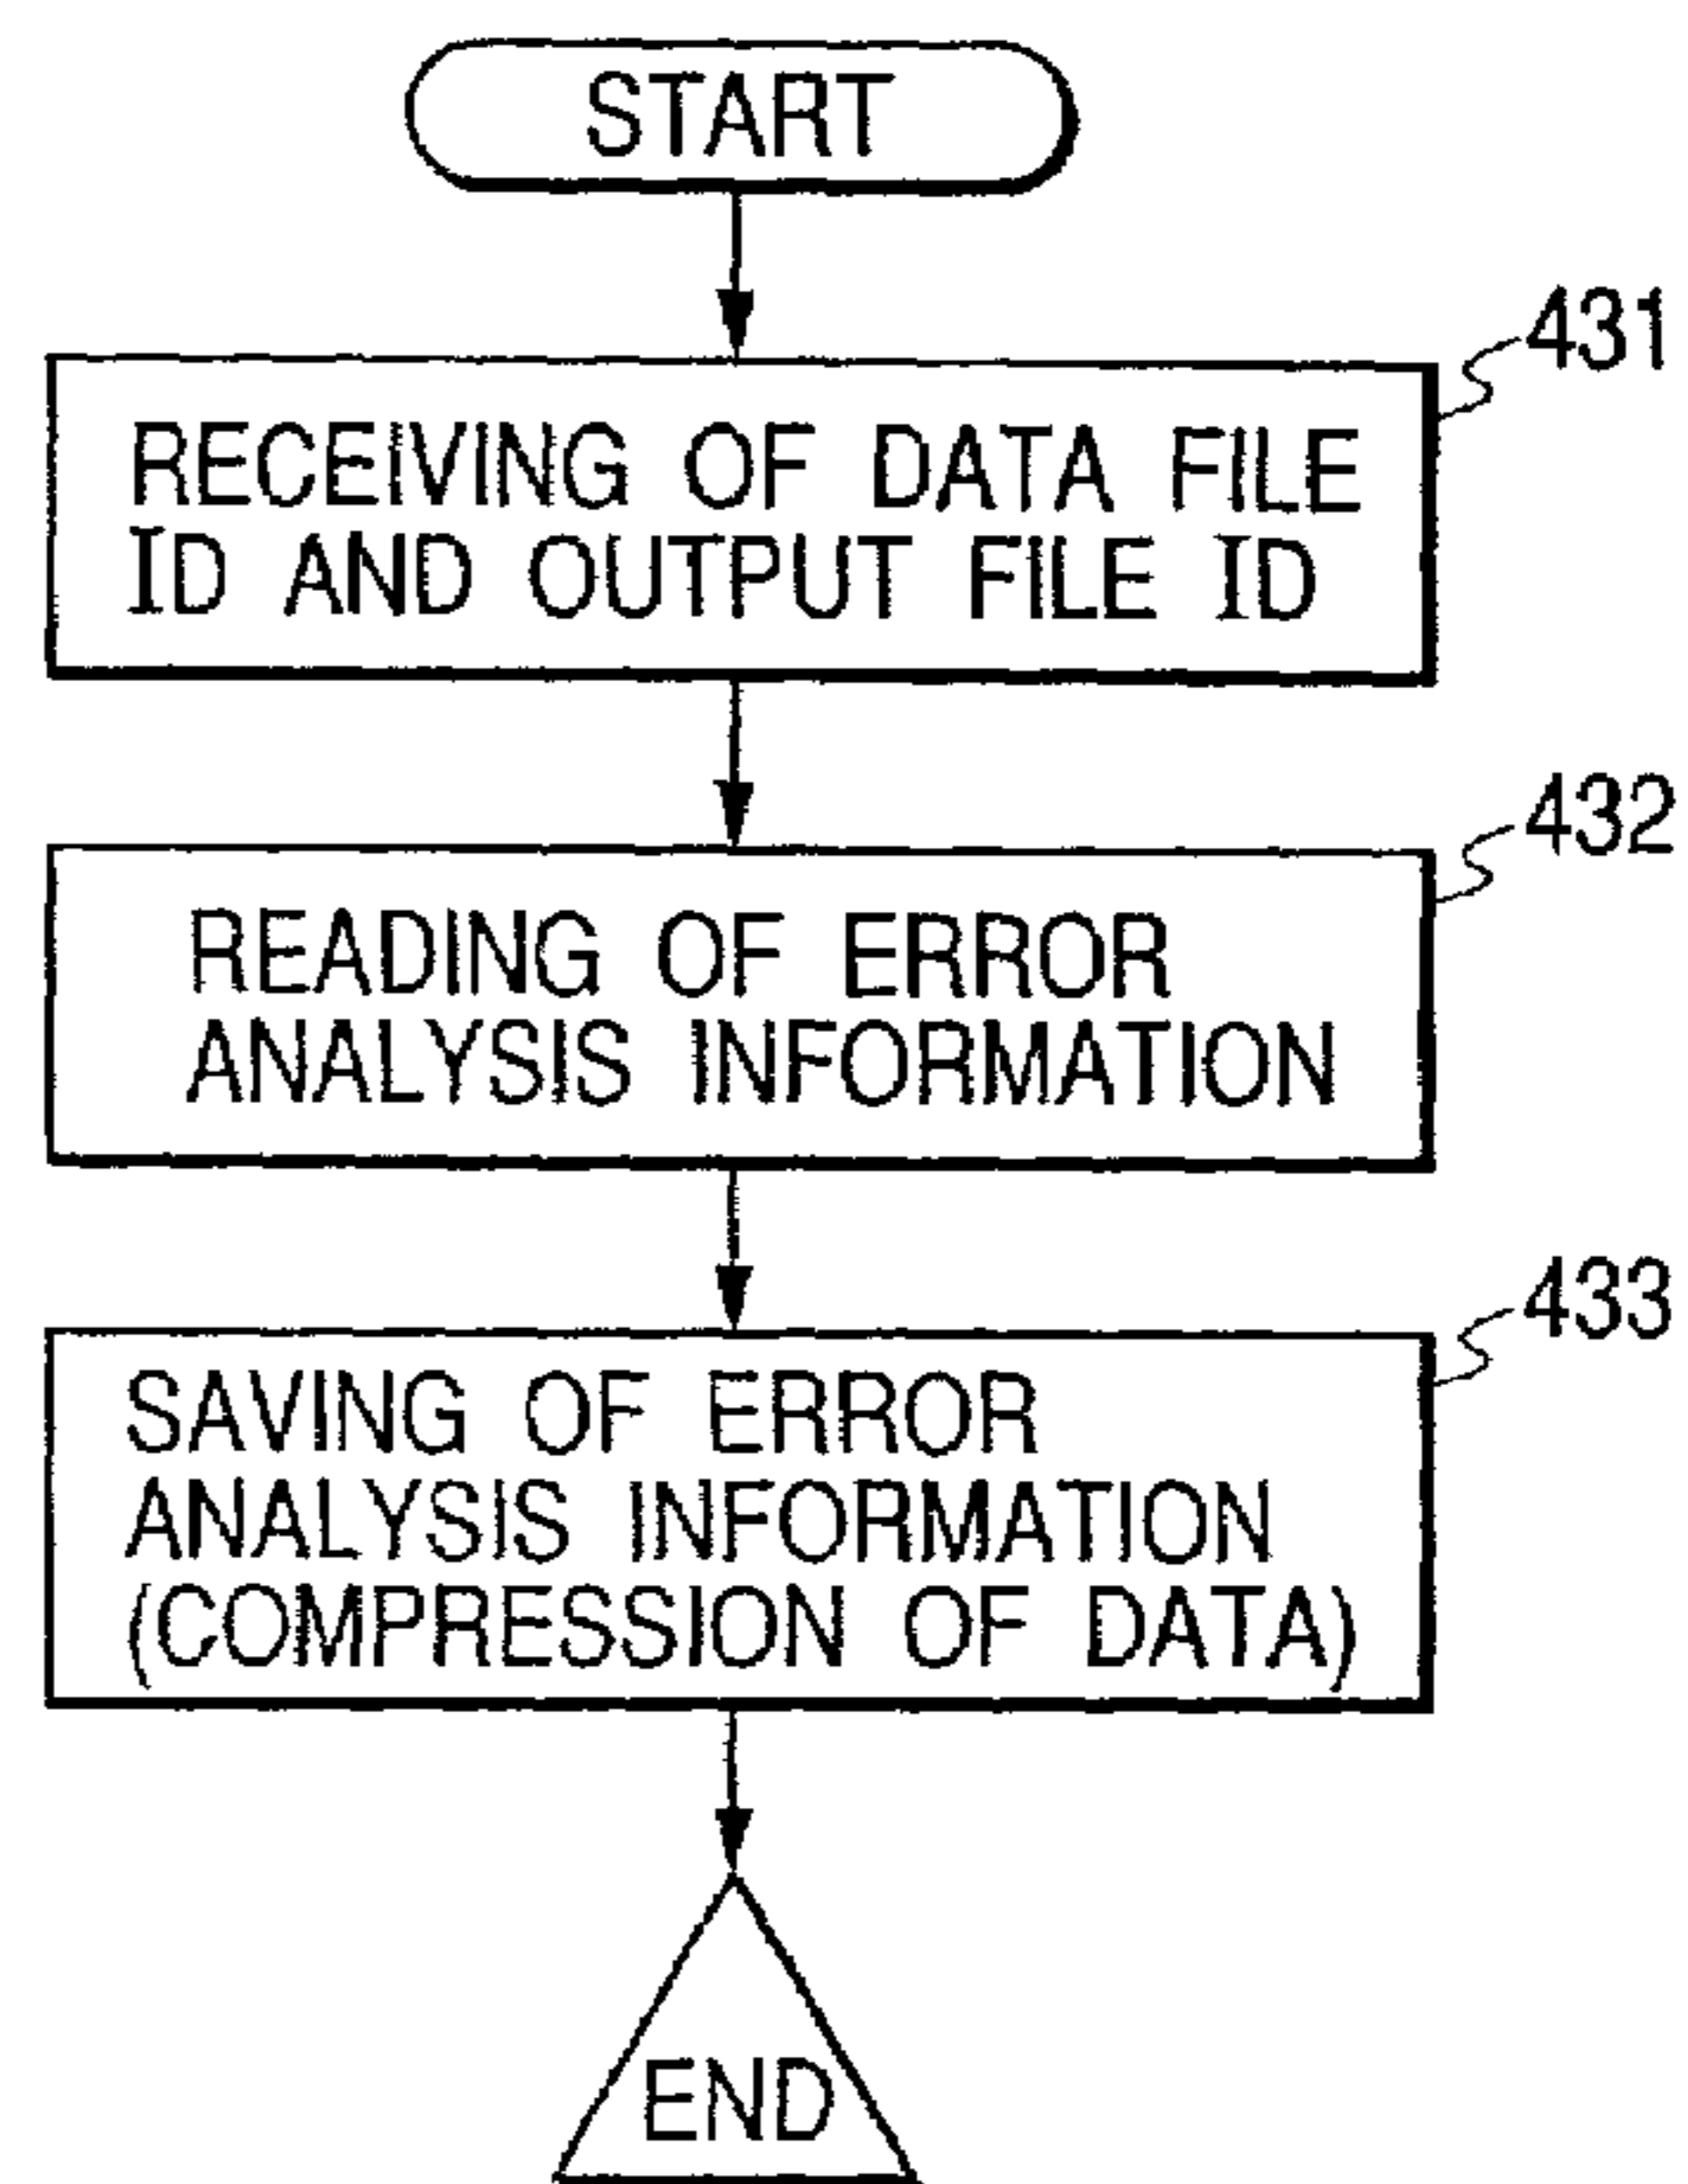 START
431
RECEIVING OF DATA FILE
ID AND OUTPUT FILE ID
432
READING OF ERROR
ANALYSIS INFORMATION
433
SAVING OF ERROR
ANALYSIS INFORMATION
(COMPRESSION OF DATA)
END